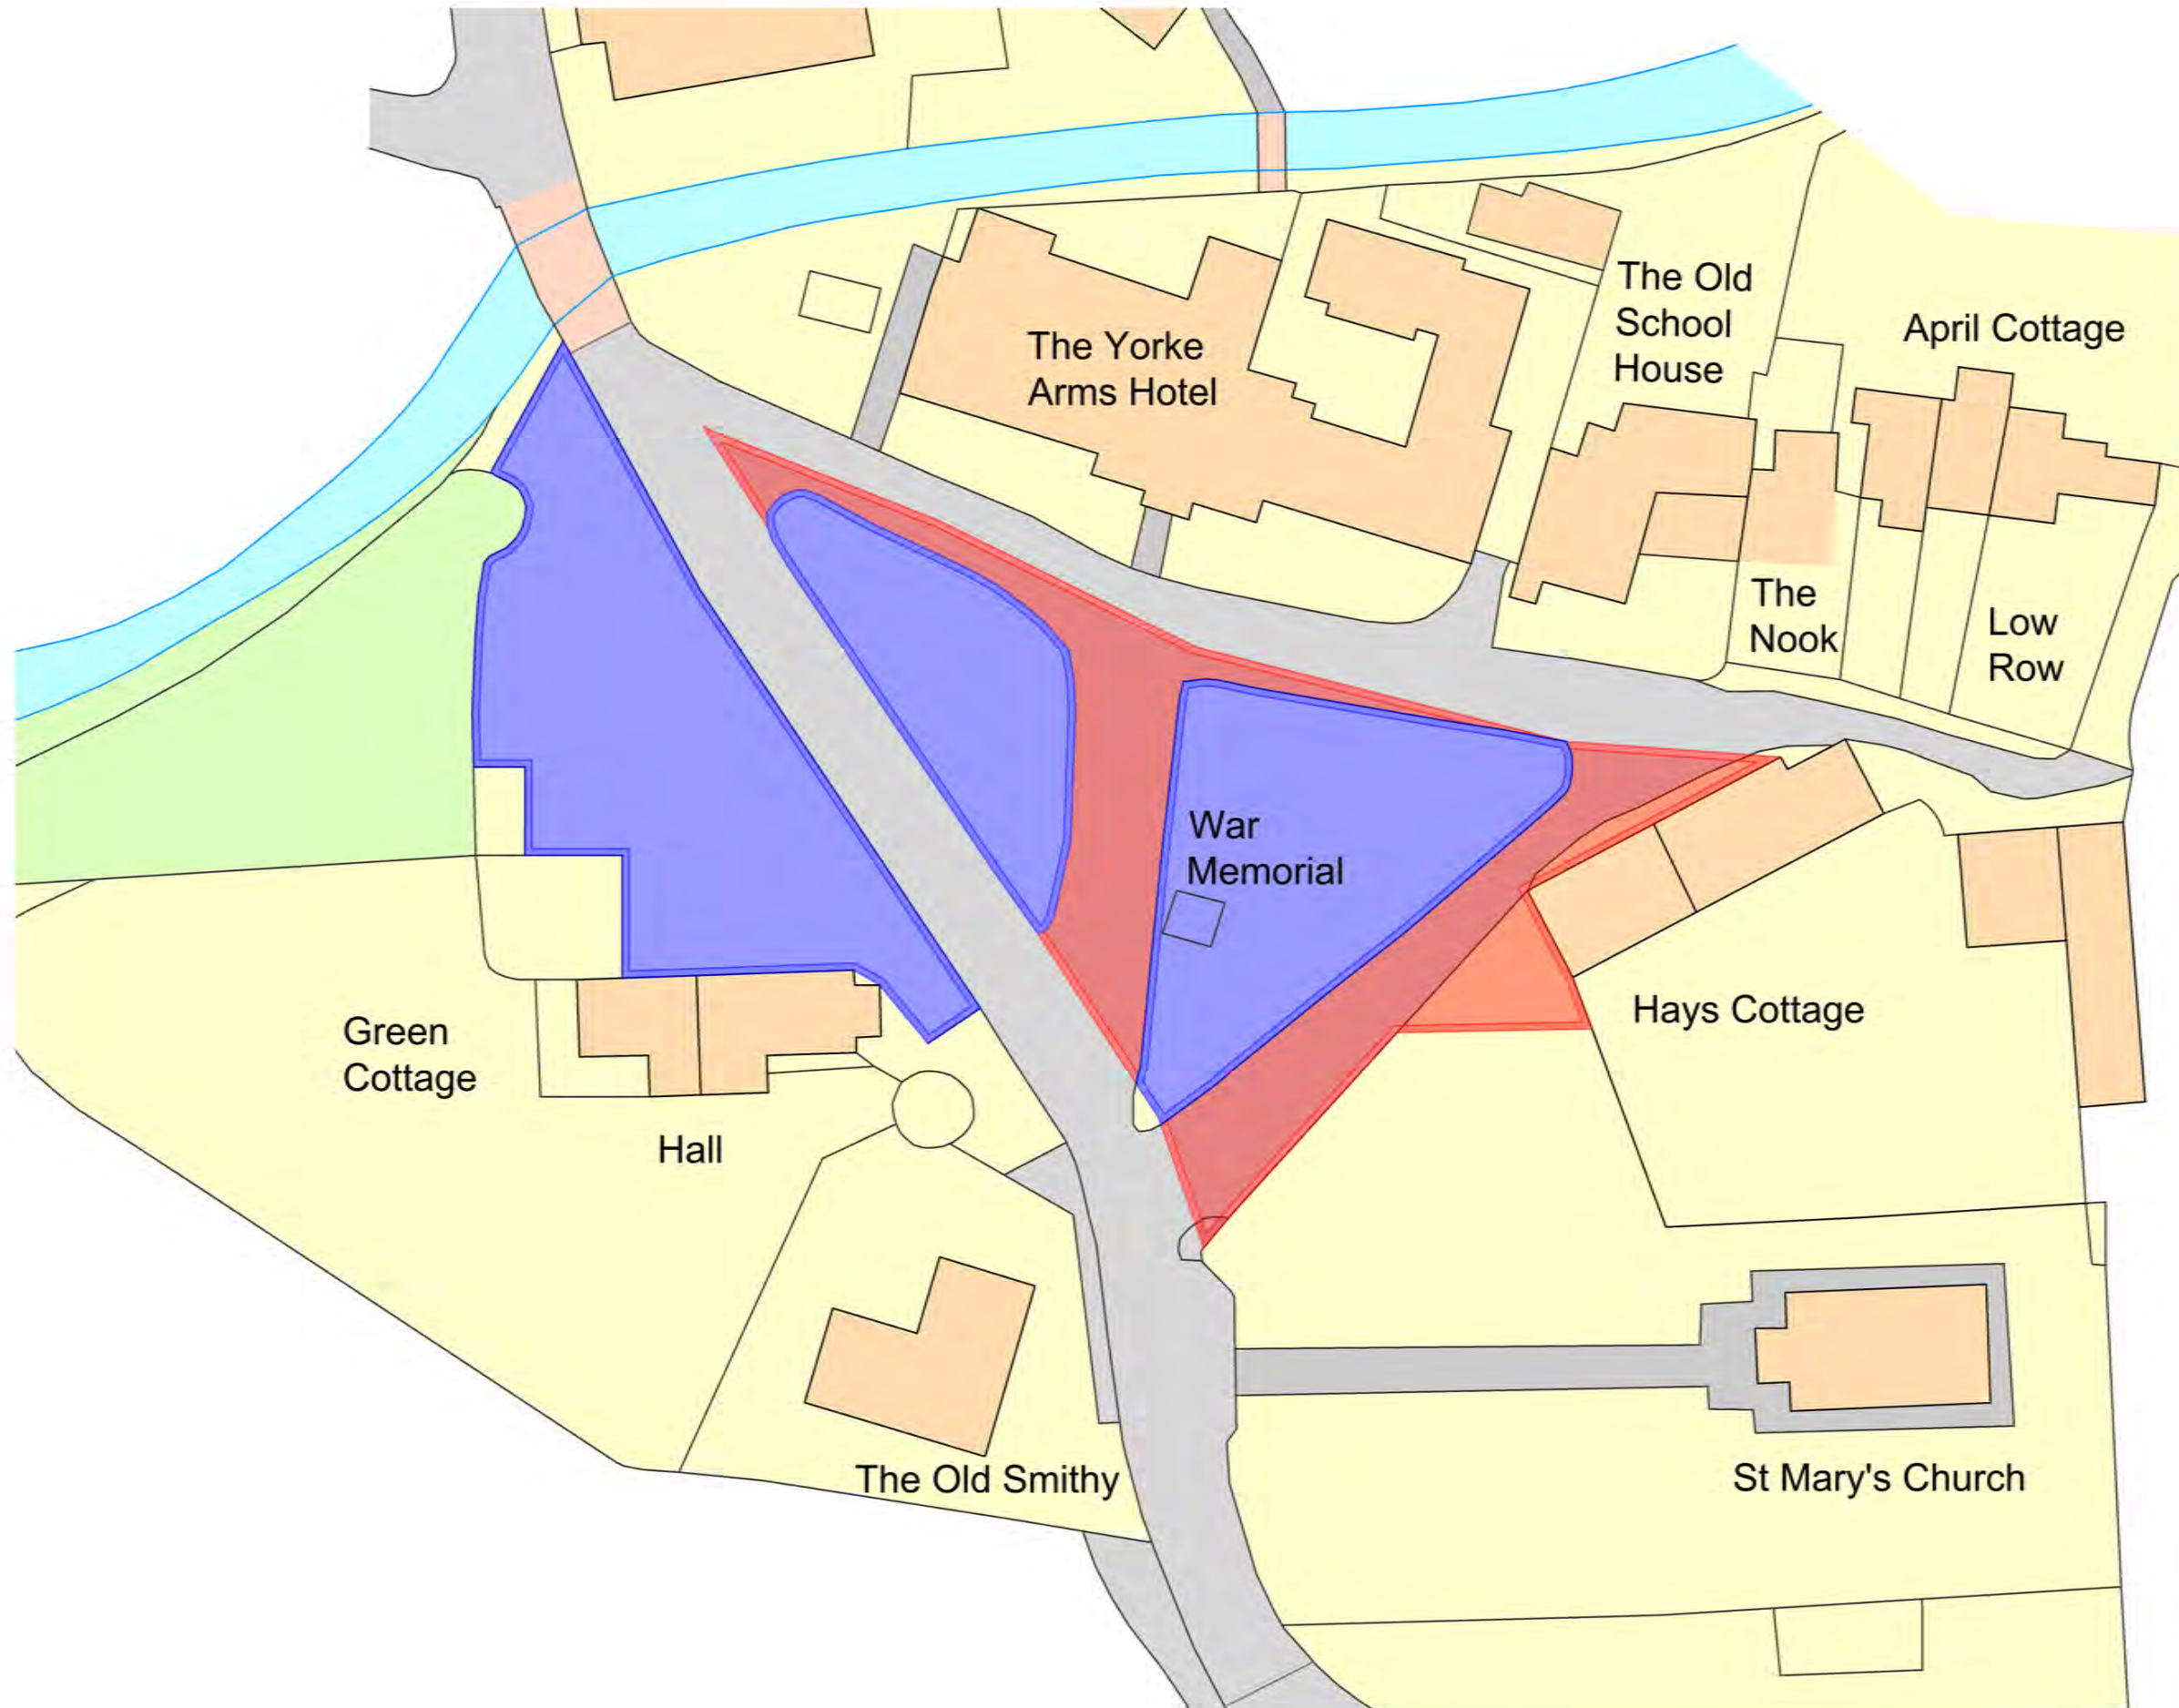 The Old
School
House
April Cottage
The Yorke
Arms Hotel
The
Nook
Low
Row
War
Memorial
Hays Cottage
Green
Cottage
Hall
The Old Smithy
St Mary's Church